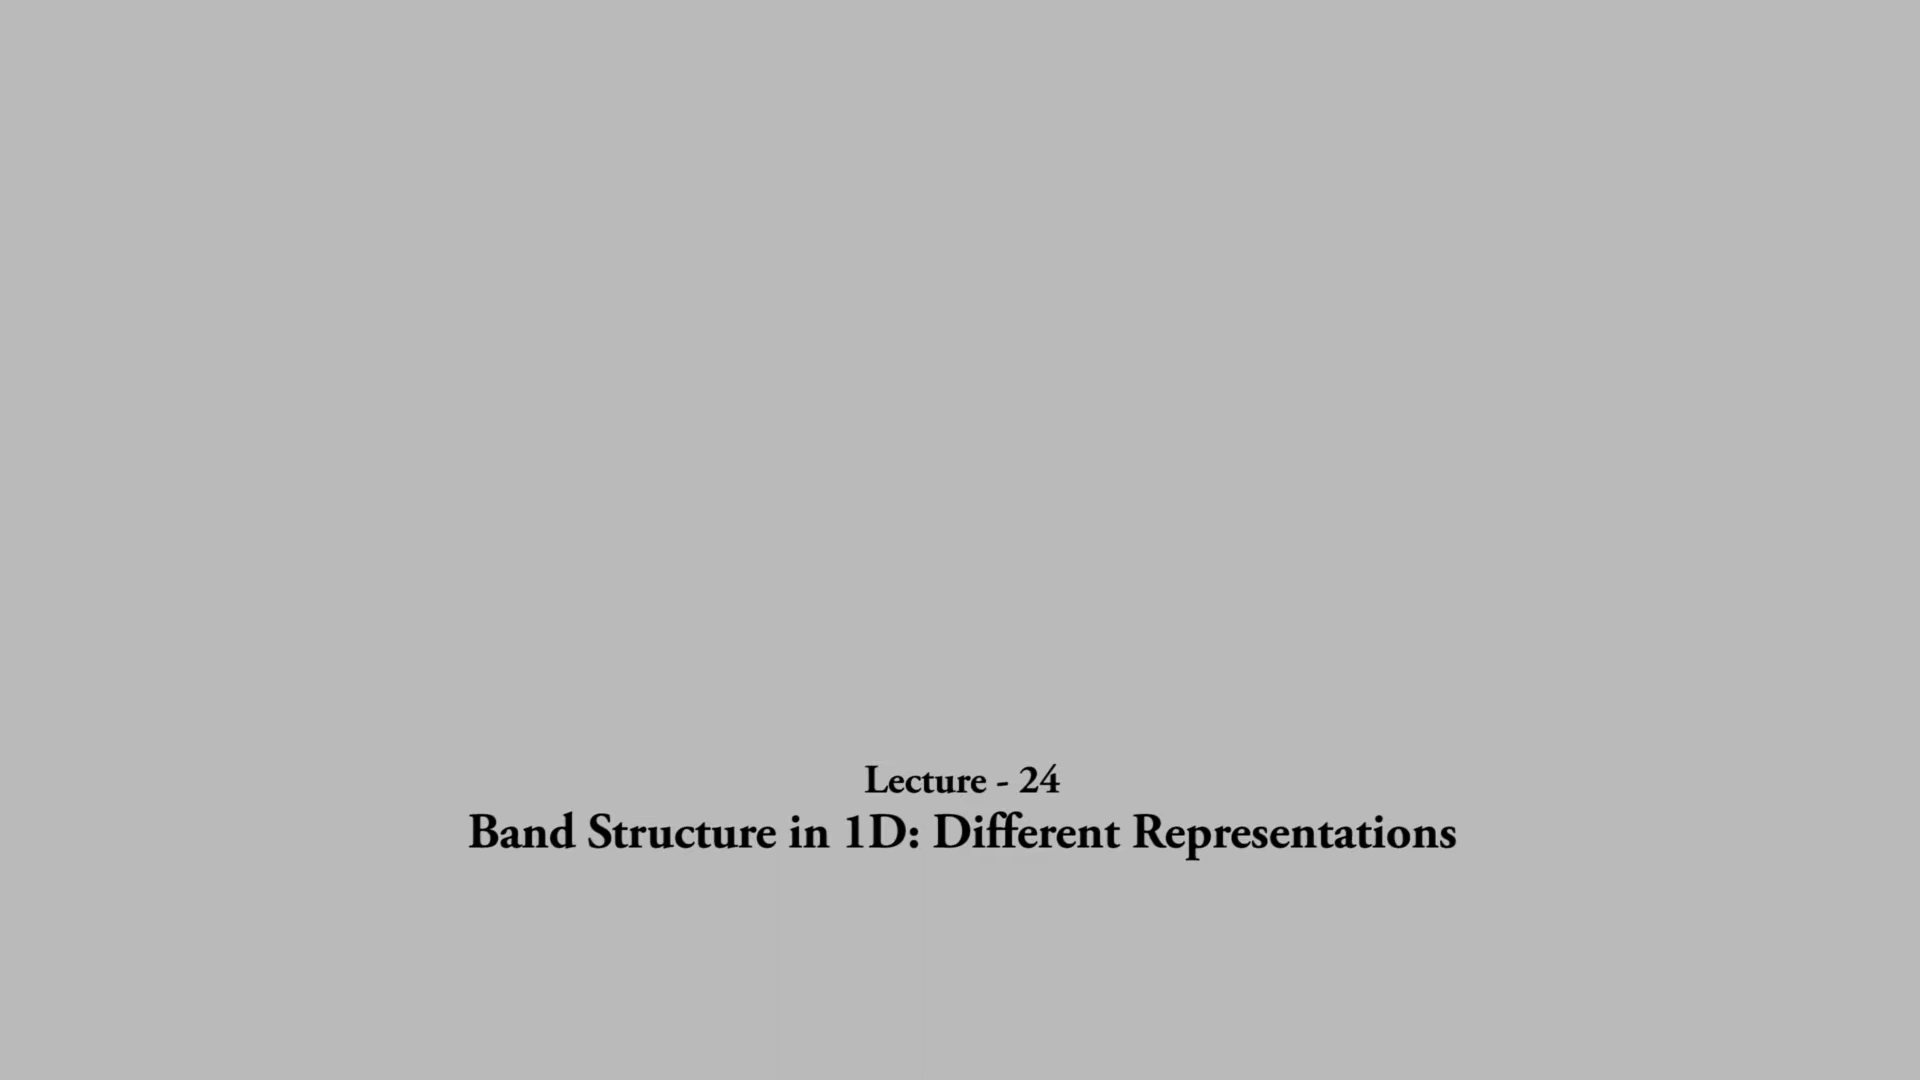 Lecture - 24
Band Structure in 1D: Different Representations